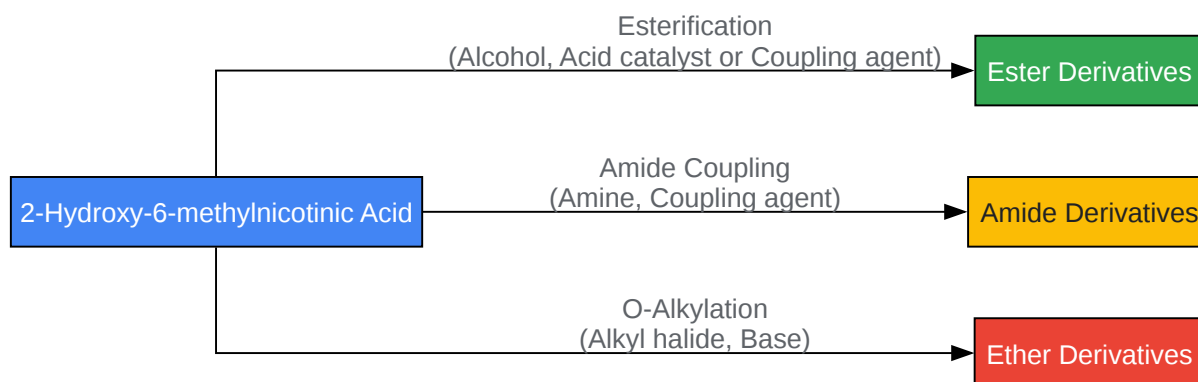 Esterification
(Alcohol, Acid catalyst or Coupling agent)
Ester Derivatives
2-Hydroxy-6-methylnicotinic Acid
Amide Coupling
(Amine, Coupling agent)
Amide Derivatives
O-Alkylation
(Alkyl halide, Base)
Ether Derivatives